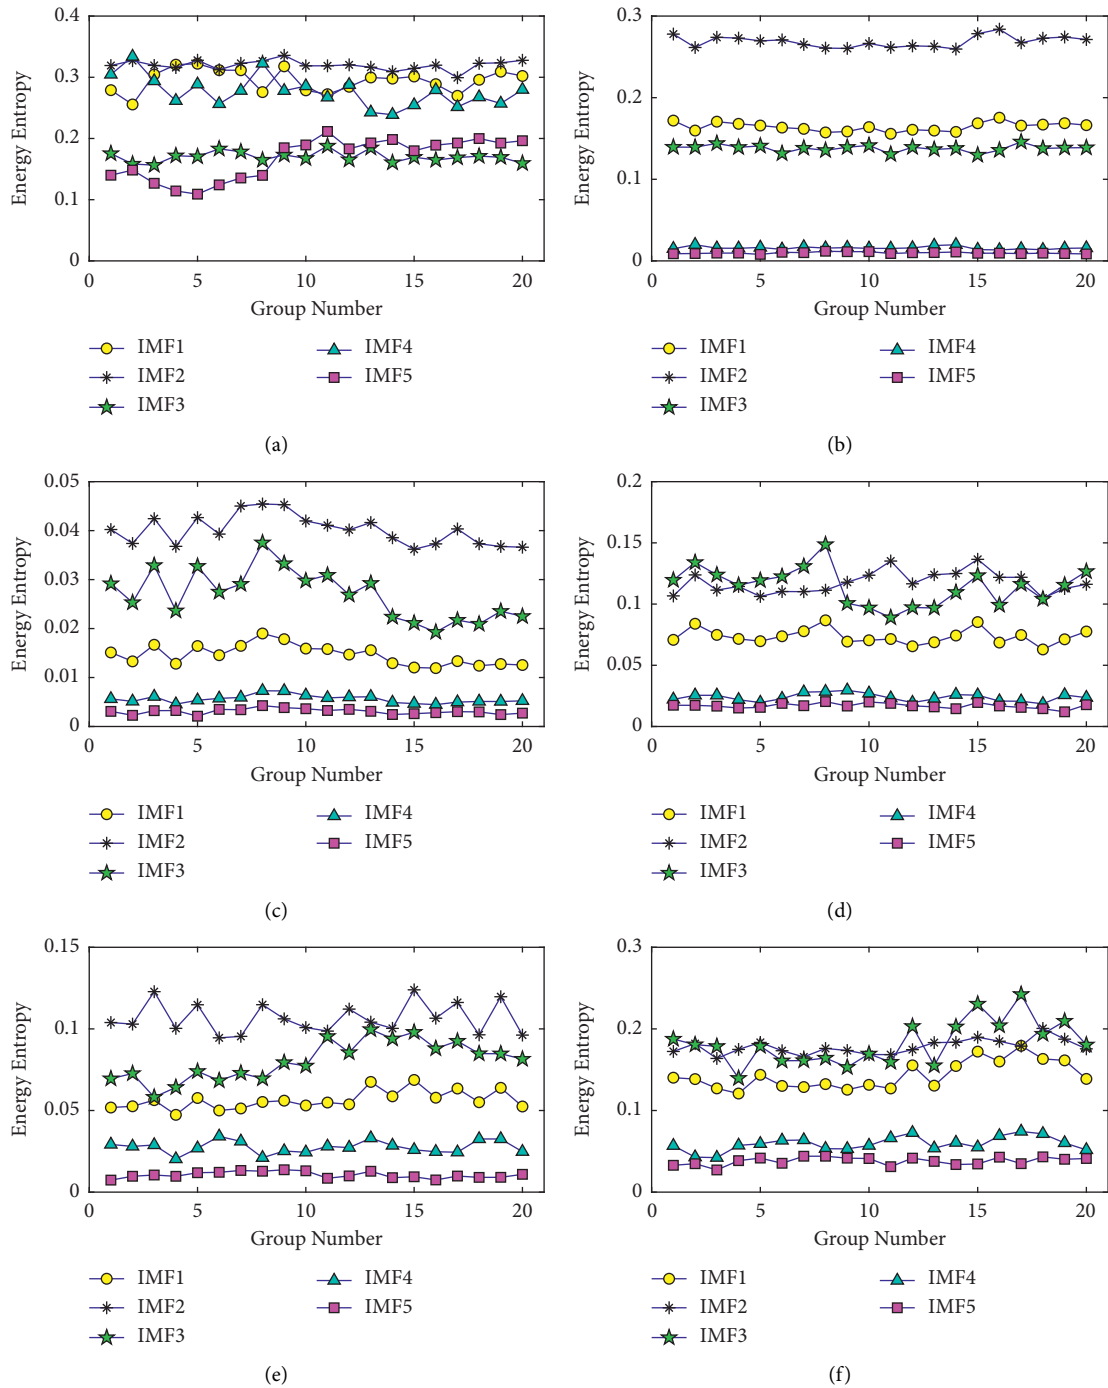 0.4
0.3
0.2
0.1
0
Energy Entropy
0 5 10 15 20
Group Number
IMF1
IMF2
IMF3
IMF4
IMF5
(a)
0.3
0.2
0.1
0
Energy Entropy
0 5 10 15 20
Group Number
IMF1
IMF2
IMF3
IMF4
IMF5
(b)
0.05
0.04
0.03
0.02
0.01
0
Energy Entropy
0 5 10 15 20
Group Number
IMF1
IMF2
IMF3
IMF4
IMF5
(c)
0.2
0.15
0.1
0.05
0
Energy Entropy
0 5 10 15 20
Group Number
IMF1
IMF2
IMF3
IMF4
IMF5
(d)
0.15
0.1
0.05
0
Energy Entropy
0 5 10 15 20
Group Number
IMF1
IMF2
IMF3
IMF4
IMF5
(e)
0.3
0.2
0.1
0
Energy Entropy
0 5 10 15 20
Group Number
IMF1
IMF2
IMF3
IMF4
IMF5
(f)